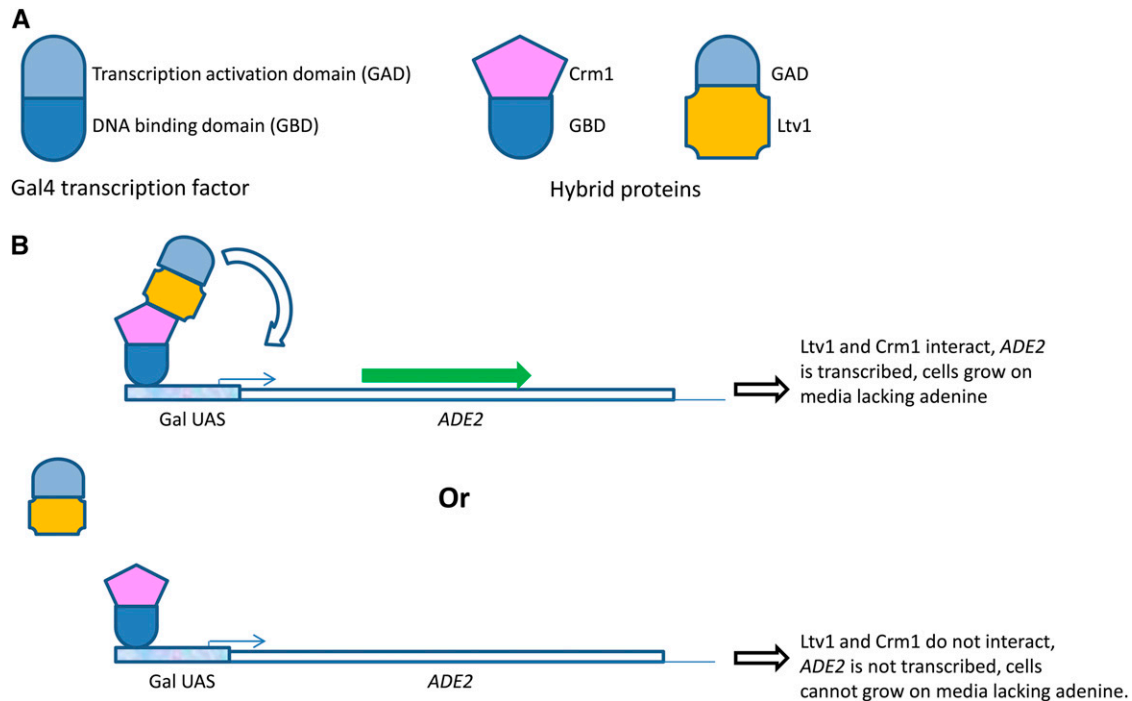 A
Transcription activation domain (GAD)
DNA binding domain (GBD)
Gal4 transcription factor
Crm1
GBD
GAD
Ltv1
Hybrid proteins
B
Gal UAS
ADE2
Ltv1 and Crm1 interact, ADE2
is transcribed, cells grow on
media lacking adenine
Or
Gal UAS
ADE2
Ltv1 and Crm1 do not interact,
ADE2 is not transcribed, cells
cannot grow on media lacking adenine.